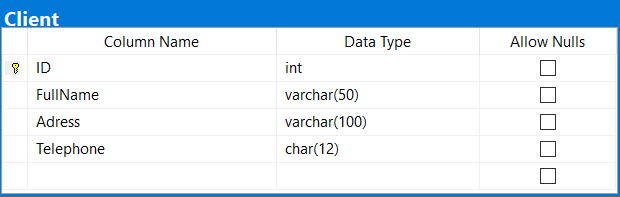 Client
Column Name Data Type Allow Nulls
ID int
FullName varchar(50)
Adress varchar(100)
Telephone char(12)